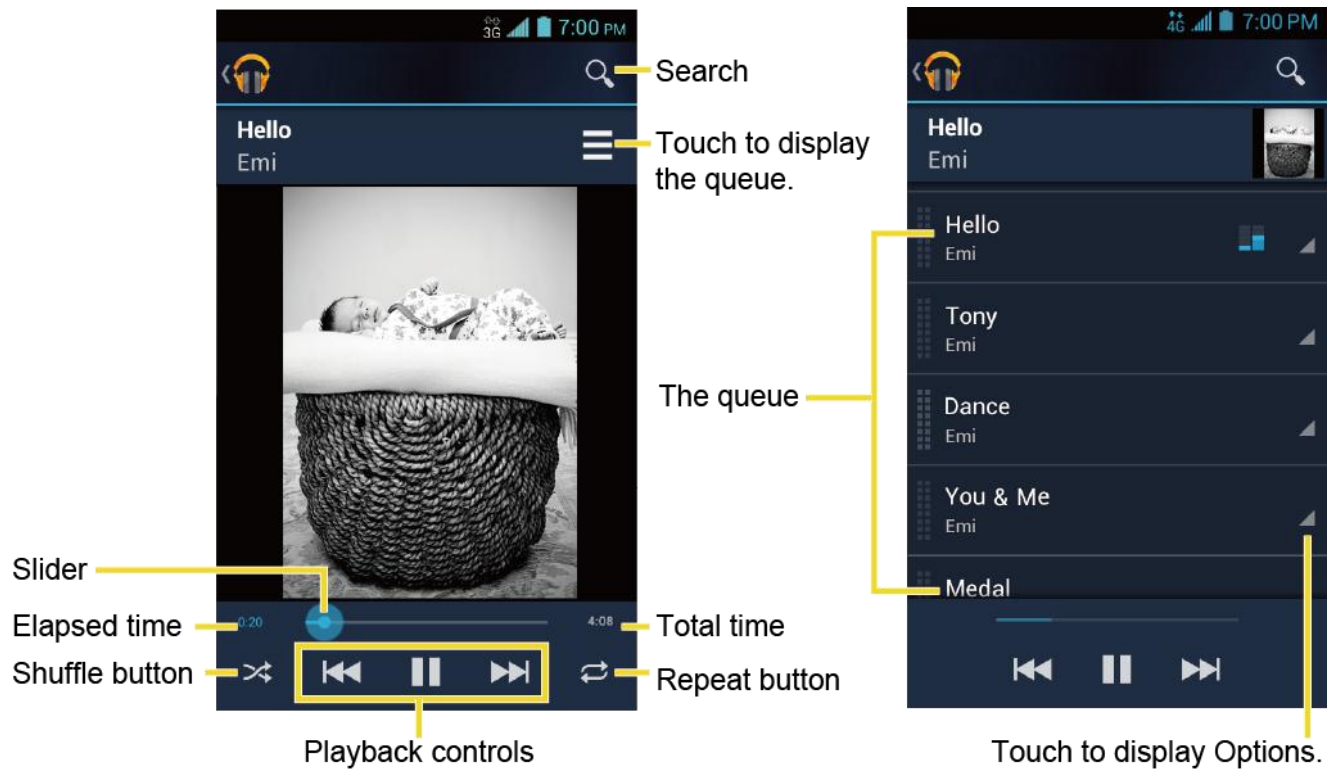 3G 7:00 PM
Search
Hello
Emi
Touch to display
the queue.
Slider
Elapsed time
0:20
4:08
Total time
Shuffle button
Repeat button
Playback controls
4G 7:00 PM
Hello
Emi
The queue
Hello
Emi
Tony
Emi
Dance
Emi
You & Me
Emi
Medal
Touch to display Options.